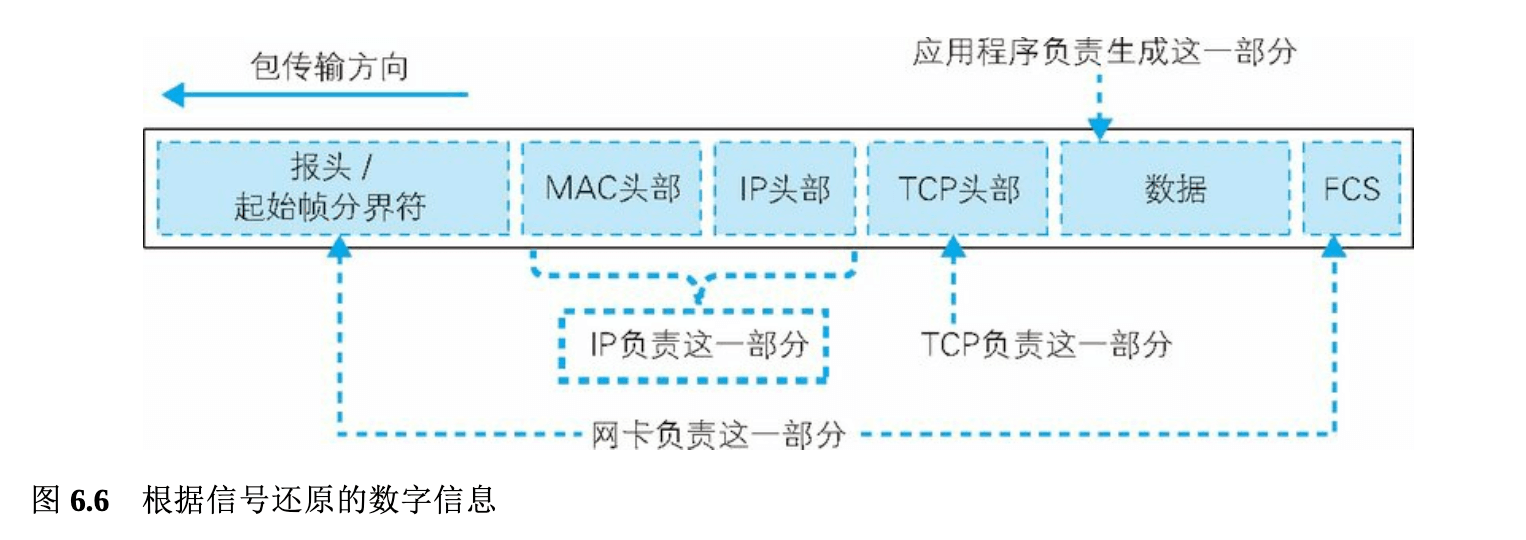 应用程序负责生成这一部分
包传输方向
报头 /
起始帧分界符
MAC头部
IP头部
TCP头部
数据
FCS
IP负责这一部分
TCP负责这一部分
网卡负责这一部分
图 6.6 根据信号还原的数字信息